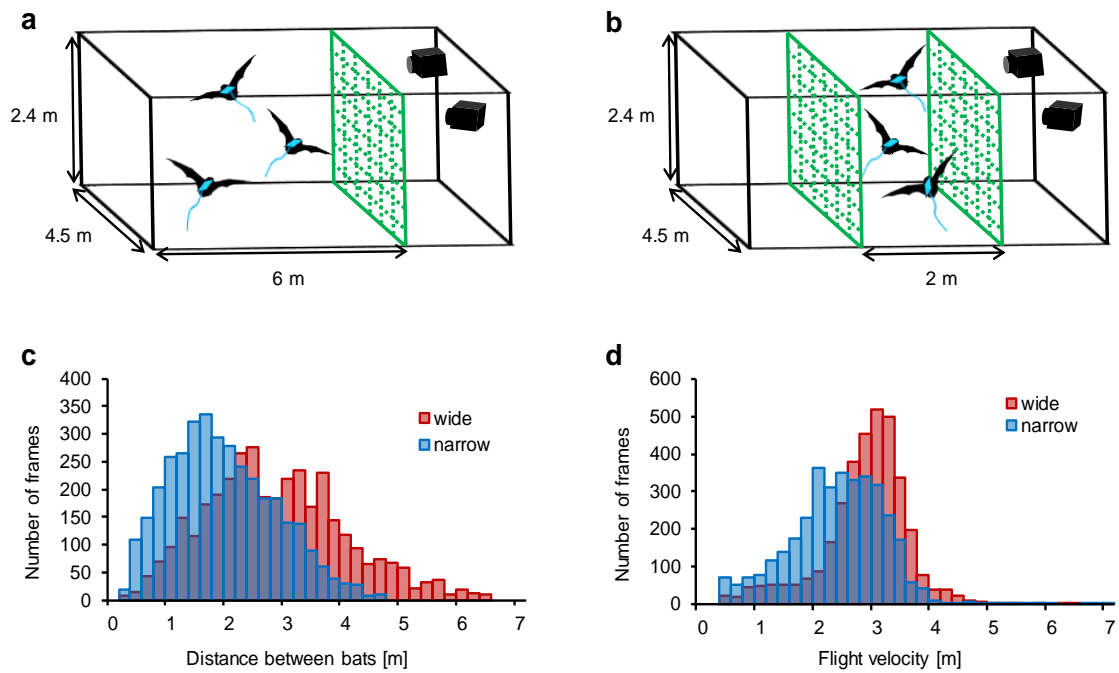 a
2.4 m
4.5 m
6 m
b
2.4 m
4.5 m
2 m
c
Number of frames
400
350
300
250
200
150
100
50
0
0 1 2 3 4 5 6 7
Distance between bats [m]
wide
narrow
d
Number of frames
600
500
400
300
200
100
0
0 1 2 3 4 5 6 7
Flight velocity [m]
wide
narrow